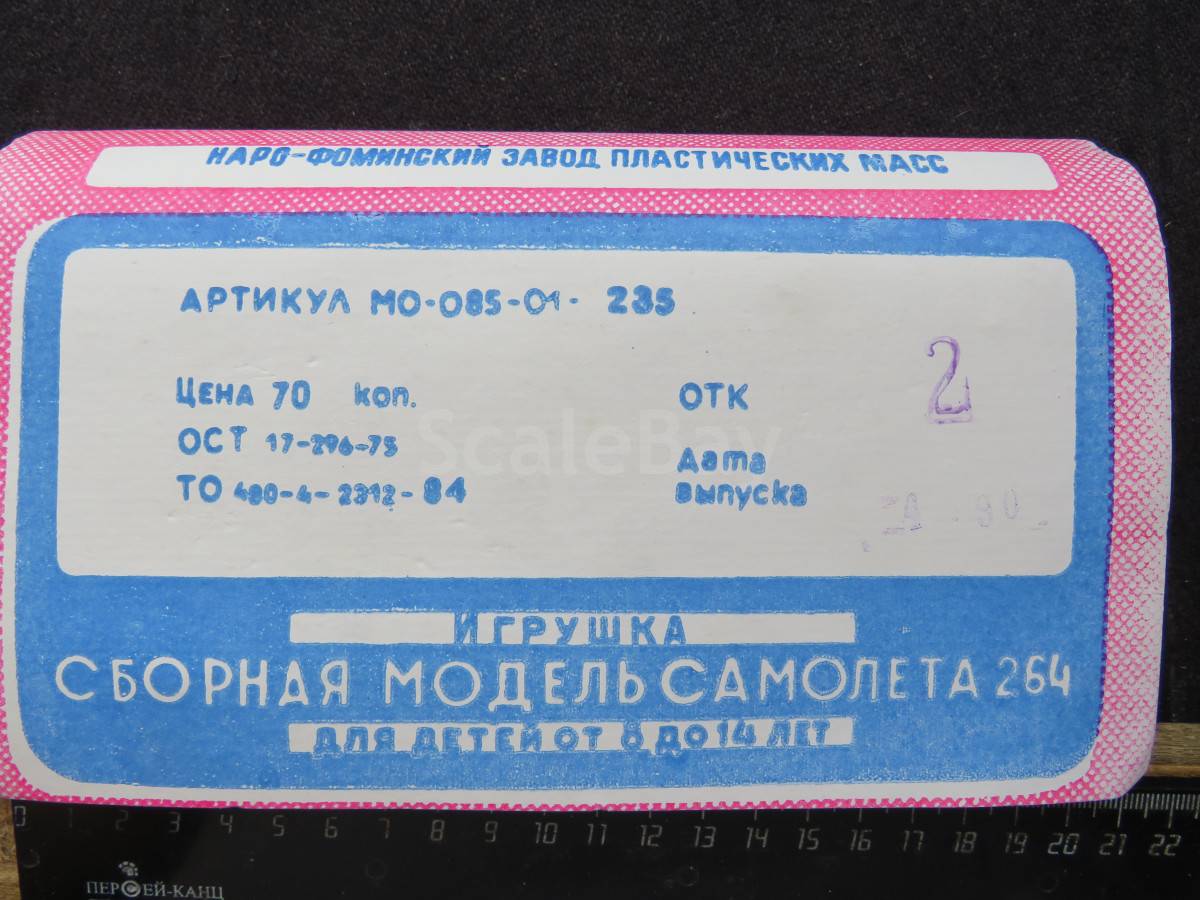 НАРО-ФОМИНСКИЙ ЗАВОД ПЛАСТИЧЕСКИХ МАСС
АРТИКУЛ МО-085-01- 235
ЦЕНА 70 коп.
ОТК
2
ОСТ 17-296-75
ScaleBay
Дата
ТО 480-4-2312-84
выпуска
ИГРУШКА
СБОРНАЯ МОДЕЛЬ САМОЛЕТА 264
ДЛЯ ДЕТЕЙ ОТ 8 ДО 14 ЛЕТ
0 1 2 3 4 5 6 7 8 9 10 11 12 13 14 15 16 17 18 19 20 21 22
ПЕРСЕЙ-КАНЦ